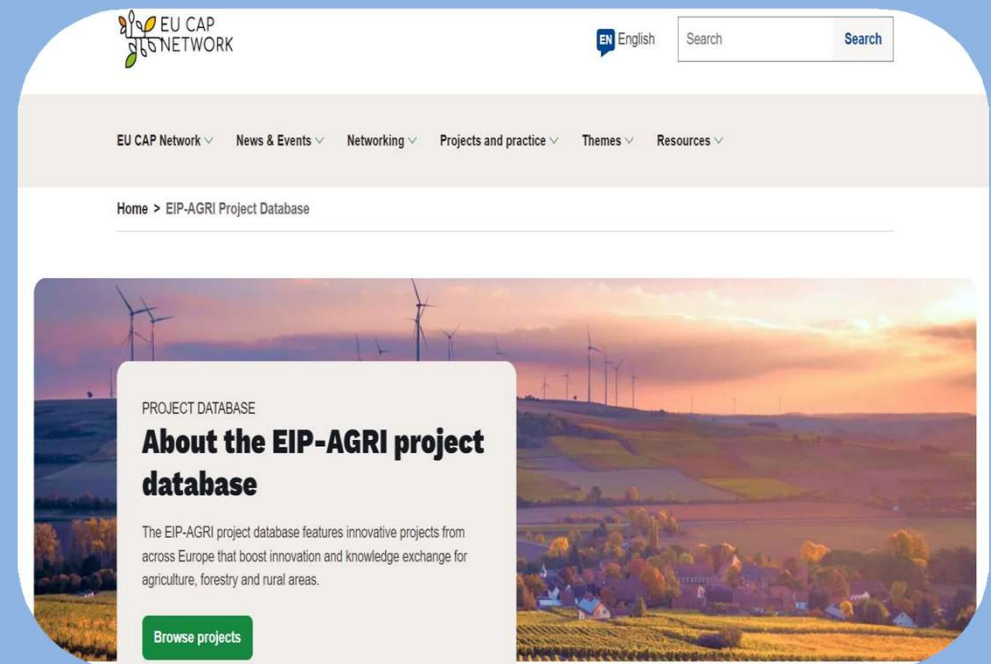 EU CAP
NETWORK
EN English
Search
Search
EU CAP Network
News & Events
Networking
Projects and practice
Themes
Resources
Home > EIP-AGRI Project Database
PROJECT DATABASE
About the EIP-AGRI project
database
The EIP-AGRI project database features innovative projects from
across Europe that boost innovation and knowledge exchange for
agriculture, forestry and rural areas.
Browse projects